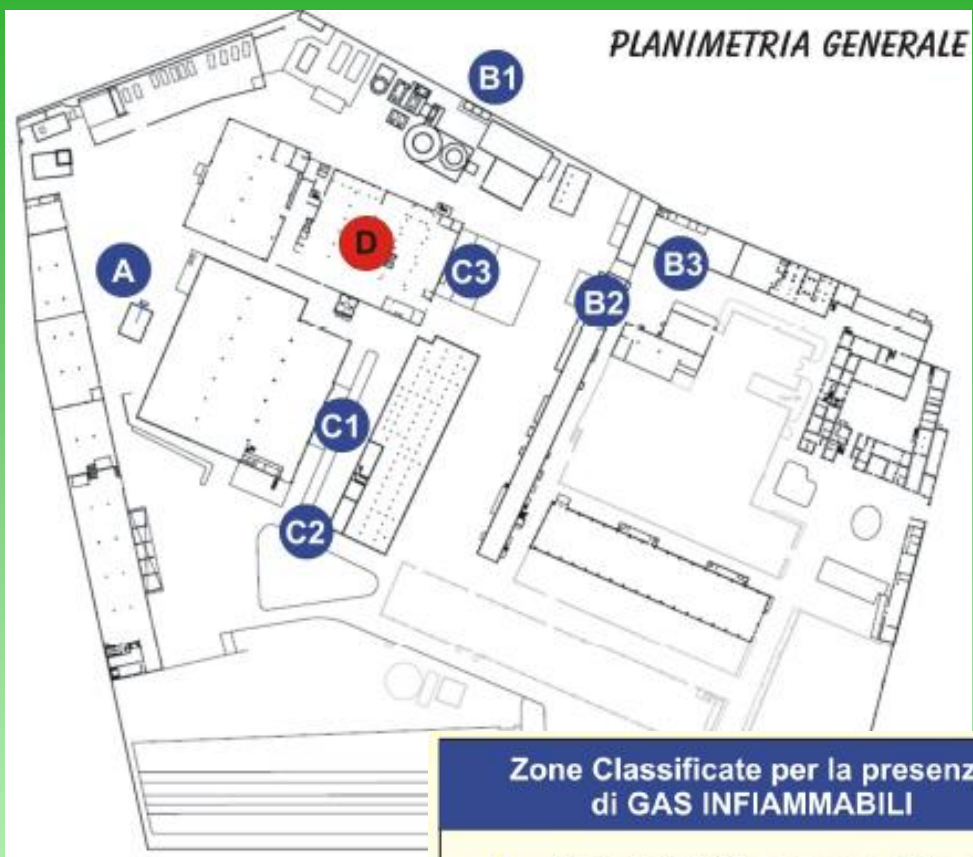 PLANIMETRIA GENERALE
B1
D
A
C3
B3
B2
C1
C2
Zone Classificate per la presenz
di GAS INFIAMMABILI